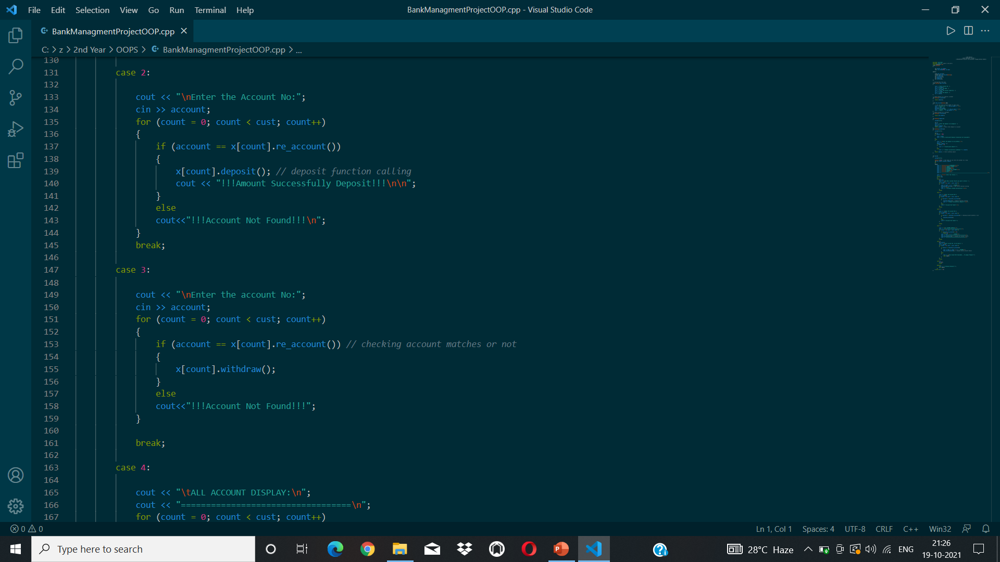 File Edit Selection View Go Run Terminal Help
BankManagmentProjectOOP.cpp - Visual Studio Code
BankManagmentProjectOOP.cpp
C: > z > 2nd Year > OOPS > BankManagmentProjectOOP.cpp > ...
130
131 case 2:
132
133 cout << "\nEnter the Account No:";
134 cin >> account;
135 for (count = 0; count < cust; count++)
136 {
137 if (account == x[count].re_account())
138 {
139 x[count].deposit(); // deposit function calling
140 cout << "!!!Amount Successfully Deposit!!!\n\n";
141 }
142 else
143 cout<<"!!!Account Not Found!!!\n";
144 }
145 break;
146
147 case 3:
148
149 cout << "\nEnter the account No:";
150 cin >> account;
151 for (count = 0; count < cust; count++)
152 {
153 if (account == x[count].re_account()) // checking account matches or not
154 {
155 x[count].withdraw();
156 }
157 else
158 cout<<"!!!Account Not Found!!!";
159 }
160
161 break;
162
163 case 4:
164
165 cout << "\tALL ACCOUNT DISPLAY:\n";
166 cout << "==================================\n";
167 for (count = 0; count < cust; count++)
0 0
Ln 1, Col 1 Spaces: 4 UTF-8 CRLF C++ Win32
Type here to search
28°C Haze ENG
21:26
19-10-2021